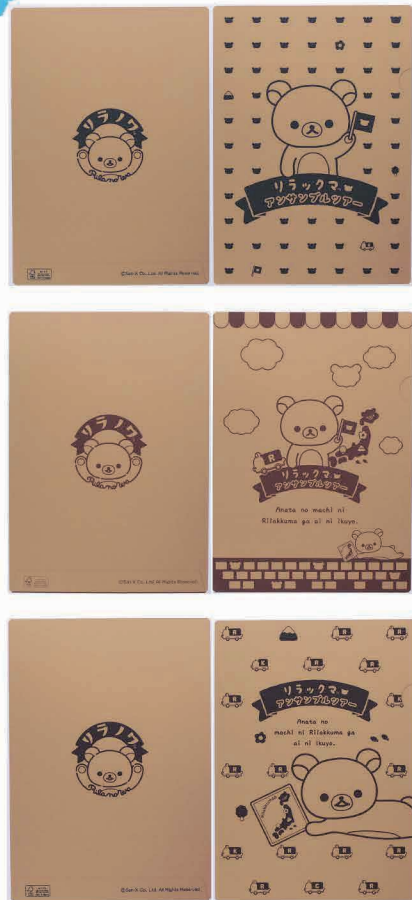 リラノワ
Rilanowa
©San-X Co., Ltd. All Rights Reserved.
リラックマ
アンサンブルツアー
リラノワ
Rilanowa
©San-X Co., Ltd. All Rights Reserved.
R
リラックマ
アンサンブルツアー
Anata no machi ni
Rilakkuma ga ai ni ikuyo.
リラノワ
Rilanowa
©San-X Co., Ltd. All Rights Reserved.
R
R
R
リラックマ
アンサンブルツアー
Anata no
machi ni Rilakkuma ga
ai ni ikuyo.